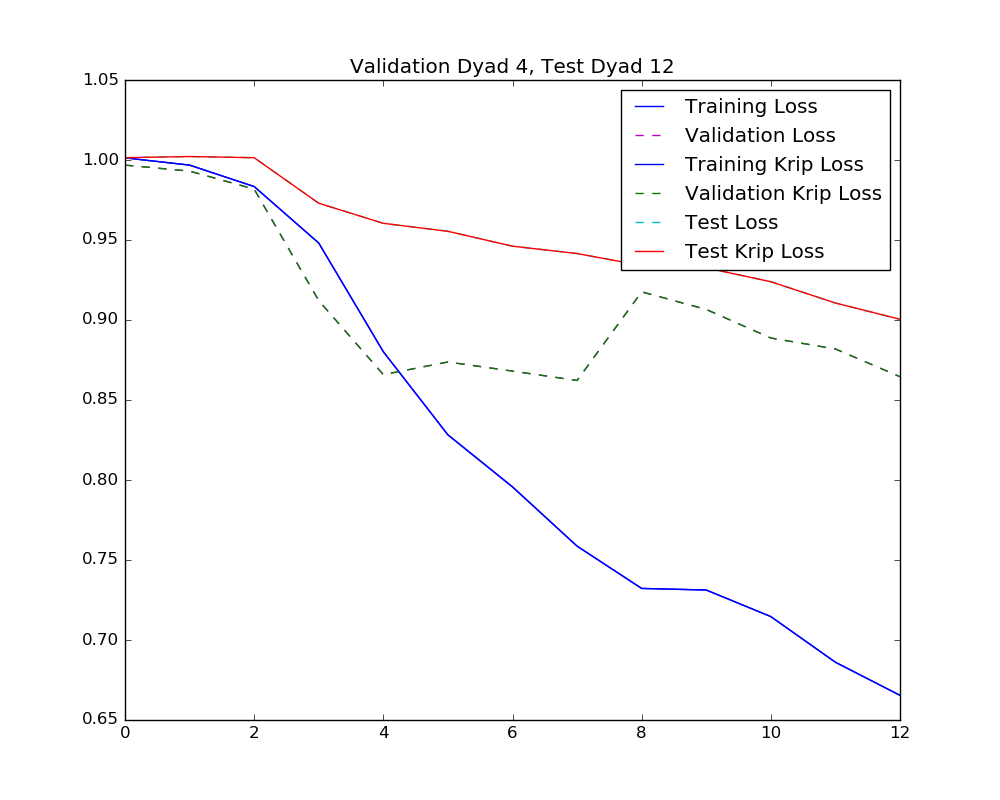 Validation Dyad 4, Test Dyad 12
1.05
1.00
0.95
0.90
0.85
0.80
0.75
0.70
0.65
0 2 4 6 8 10 12
Training Loss
Validation Loss
Training Krip Loss
Validation Krip Loss
Test Loss
Test Krip Loss